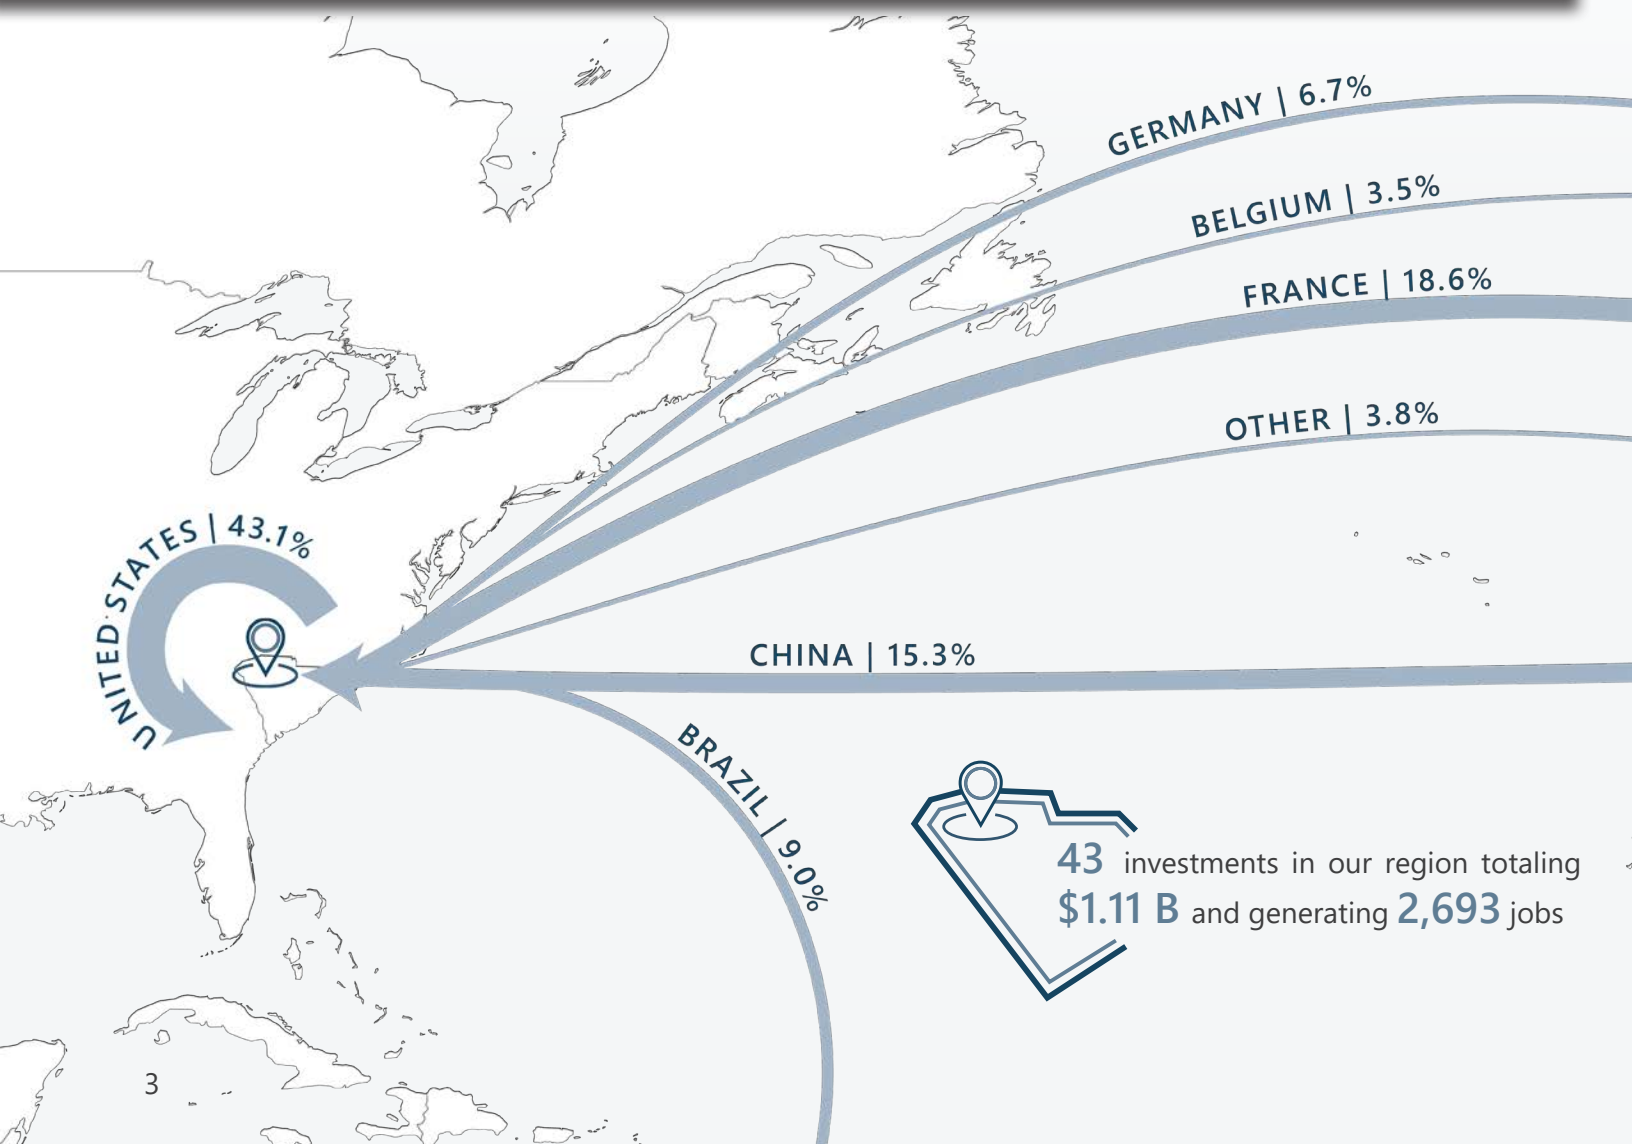 GERMANY | 6.7%
BELGIUM | 3.5%
FRANCE | 18.6%
OTHER | 3.8%
UNITED STATES | 43.1%
CHINA | 15.3%
BRAZIL | 9.0%
43 investments in our region totaling
$1.11 B and generating 2,693 jobs
3